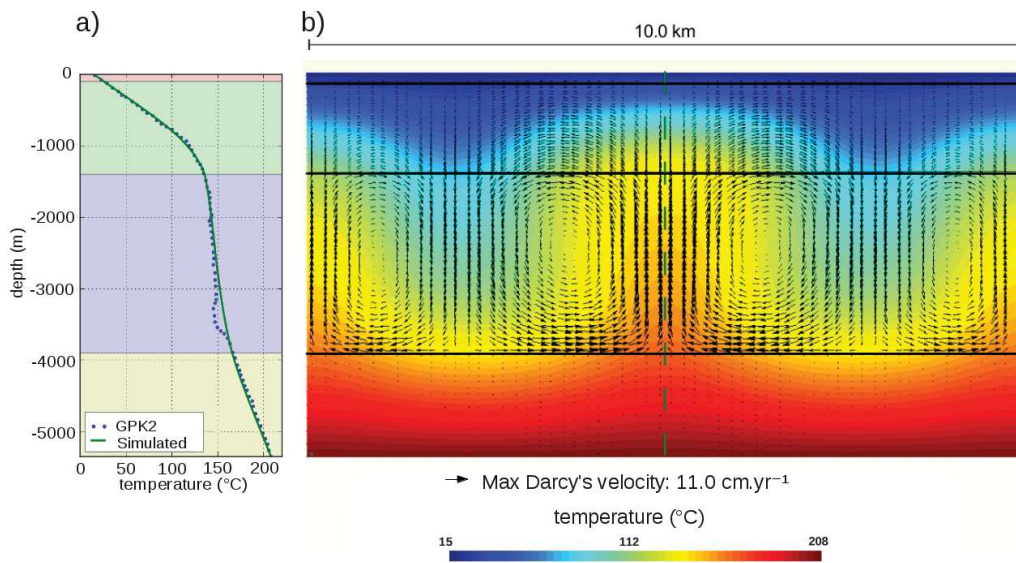 a)
b)
10.0 km
0
-1000
-2000
-3000
-4000
-5000
depth (m)
GPK2
Simulated
0 50 100 150 200
temperature (°C)
Max Darcy's velocity: 11.0 cm.yr⁻¹
temperature (°C)
15 112 208